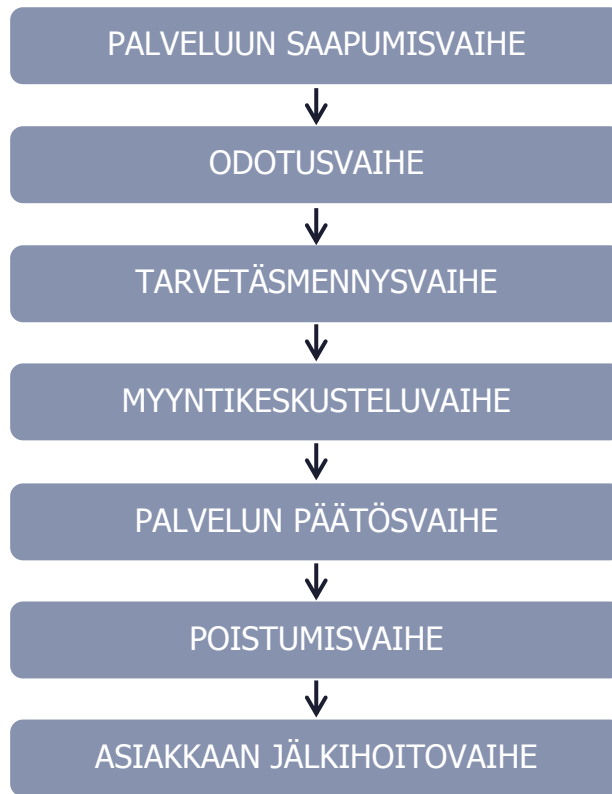 PALVELUUN SAAPUMISVAIHE
ODOTUSVAIHE
TARVETÄSMENNYSVAIHE
MYYNTIKESKUSTELUVAIHE
PALVELUN PÄÄTÖSVAIHE
POISTUMISVAIHE
ASIAKKAAN JÄLKIHOITOVAIHE